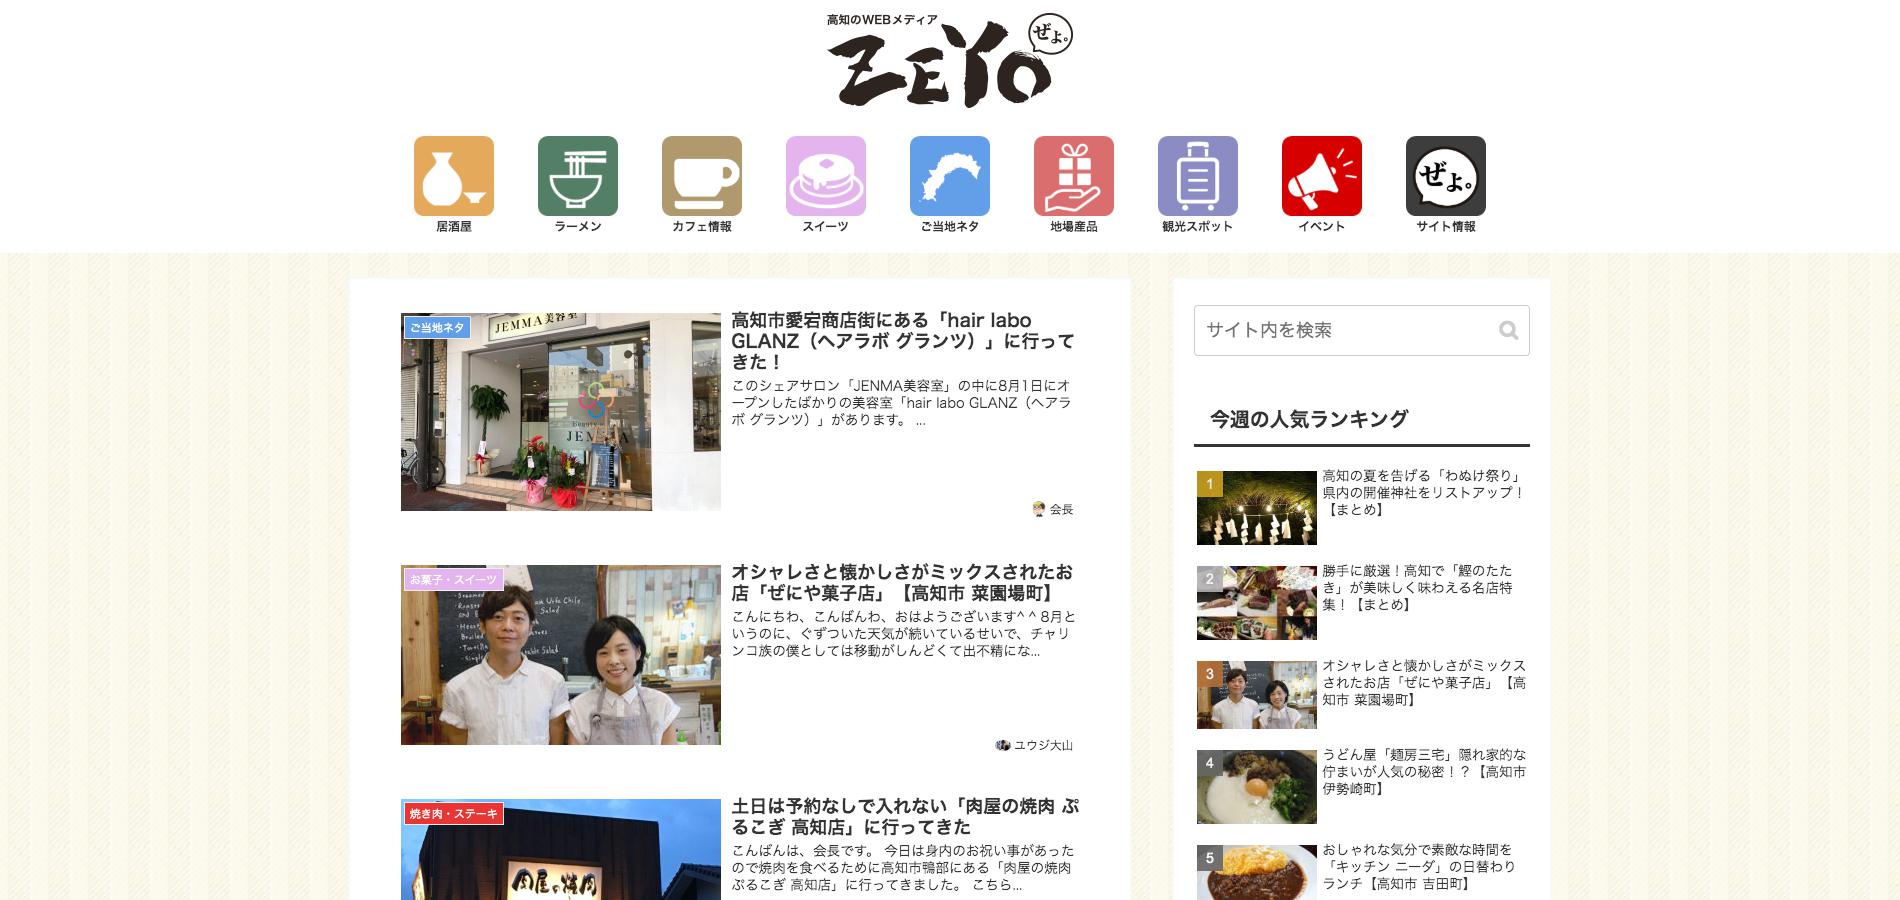 高知のWEBメディア
ZEYO
ぜよ。
ぜよ。
居酒屋
ラーメン
カフェ情報
スイーツ
ご当地ネタ
地場産品
観光スポット
イベント
サイト情報
ご当地ネタ
JEMMA美容室
JEMMA
高知市愛宕商店街にある「hair labo
GLANZ（ヘアラボ グランツ）」に行って
きた！
このシェアサロン「JENMA美容室」の中に8月1日にオ
ープンしたばかりの美容室「hair labo GLANZ（ヘアラ
ボ グランツ）」があります。 ...
会長
お菓子・スイーツ
オシャレさと懐かしさがミックスされたお
店「ぜにや菓子店」【高知市 菜園場町】
こんにちわ、こんばんわ、おはようございます^ ^ 8月と
いうのに、ぐずついた天気が続いているせいで、チャリ
ンコ族の僕としては移動がしんどくて出不精にな...
ユウジ大山
焼き肉・ステーキ
肉屋の焼肉
土日は予約なしで入れない「肉屋の焼肉 ぷ
るこぎ 高知店」に行ってきた
こんばんは、会長です。 今日は身内のお祝い事があった
ので焼肉を食べるために高知市鴨部にある「肉屋の焼肉
ぷるこぎ 高知店」に行ってきました。 こちら...
サイト内を検索
今週の人気ランキング
1
高知の夏を告げる「わぬけ祭り」
県内の開催神社をリストアップ！
【まとめ】
2
勝手に厳選！高知で「鰹のたた
き」が美味しく味わえる名店特
集！【まとめ】
3
オシャレさと懐かしさがミックス
されたお店「ぜにや菓子店」【高
知市 菜園場町】
4
うどん屋「麺房三宅」隠れ家的な
佇まいが人気の秘密！？【高知市
伊勢崎町】
5
おしゃれな気分で素敵な時間を
「キッチン ニーダ」の日替わり
ランチ【高知市 吉田町】